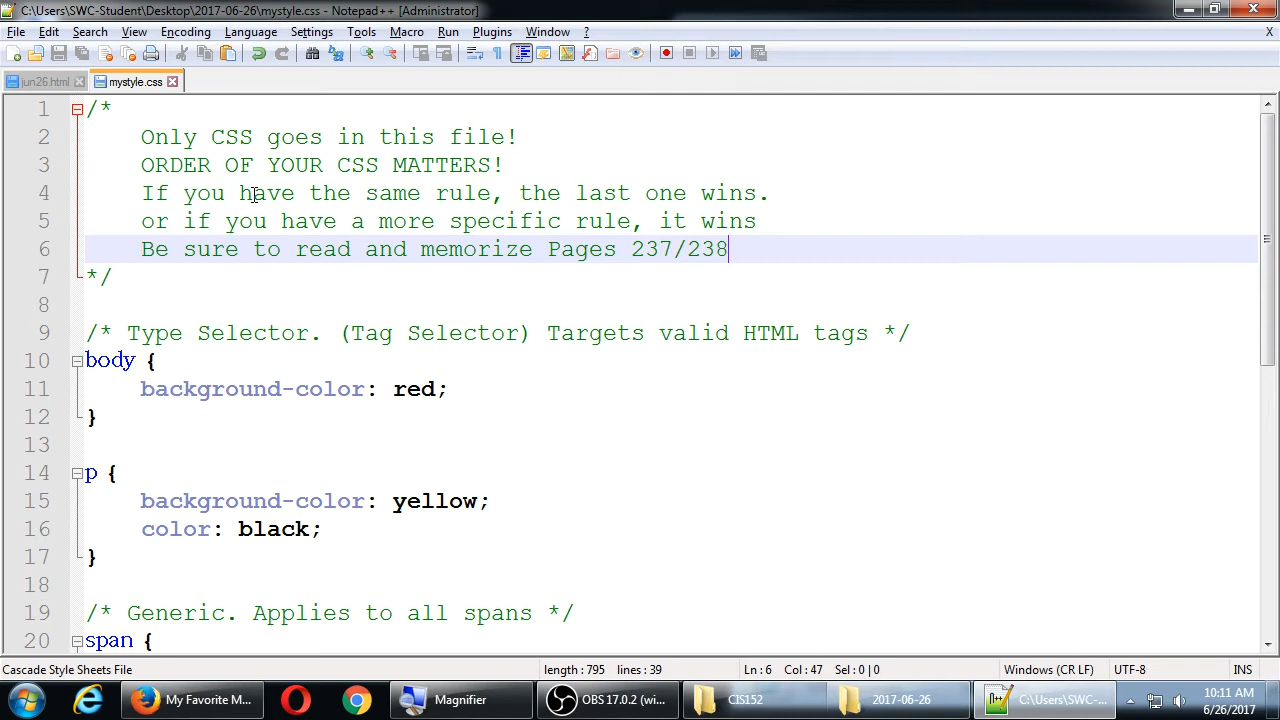 C:\Users\SWC-Student\Desktop\2017-06-26\mystyle.css - Notepad++ [Administrator]
File Edit Search View Encoding Language Settings Tools Macro Run Plugins Window ? X
jun26.html mystyle.css
1 /*
2 Only CSS goes in this file!
3 ORDER OF YOUR CSS MATTERS!
4 If you have the same rule, the last one wins.
5 or if you have a more specific rule, it wins
6 Be sure to read and memorize Pages 237/238
7 */
8
9 /* Type Selector. (Tag Selector) Targets valid HTML tags */
10 body {
11 background-color: red;
12 }
13
14 p {
15 background-color: yellow;
16 color: black;
17 }
18
19 /* Generic. Applies to all spans */
20 span {
Cascade Style Sheets File length : 795 lines : 39 Ln : 6 Col : 47 Sel : 0 | 0 Windows (CR LF) UTF-8 INS
My Favorite M... Magnifier OBS 17.0.2 (wi... CIS152 2017-06-26 C:\Users\SWC-... 10:11 AM
6/26/2017